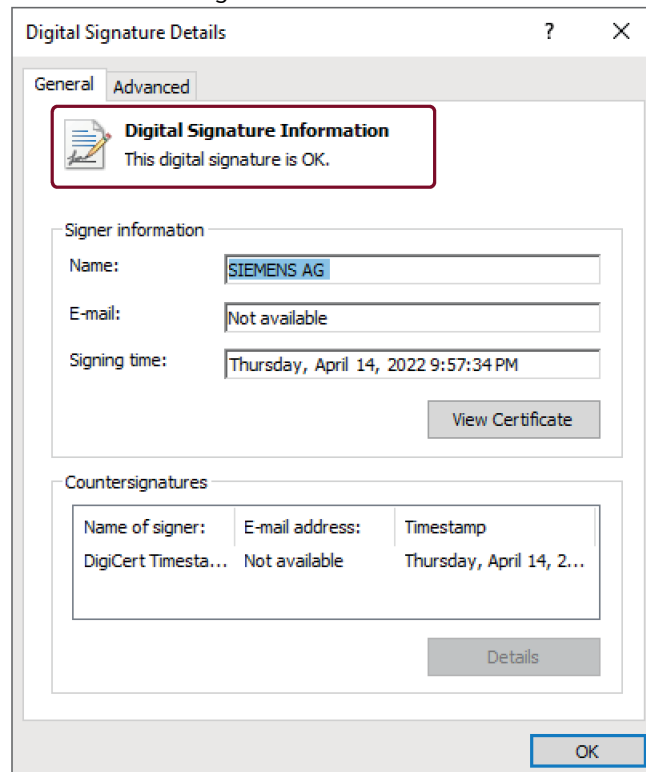 Digital Signature Details ? X
General Advanced
Digital Signature Information
This digital signature is OK.
Signer information
Name: SIEMENS AG
E-mail: Not available
Signing time: Thursday, April 14, 2022 9:57:34 PM
View Certificate
Countersignatures
Name of signer: E-mail address: Timestamp
DigiCert Timesta... Not available Thursday, April 14, 2...
Details
OK